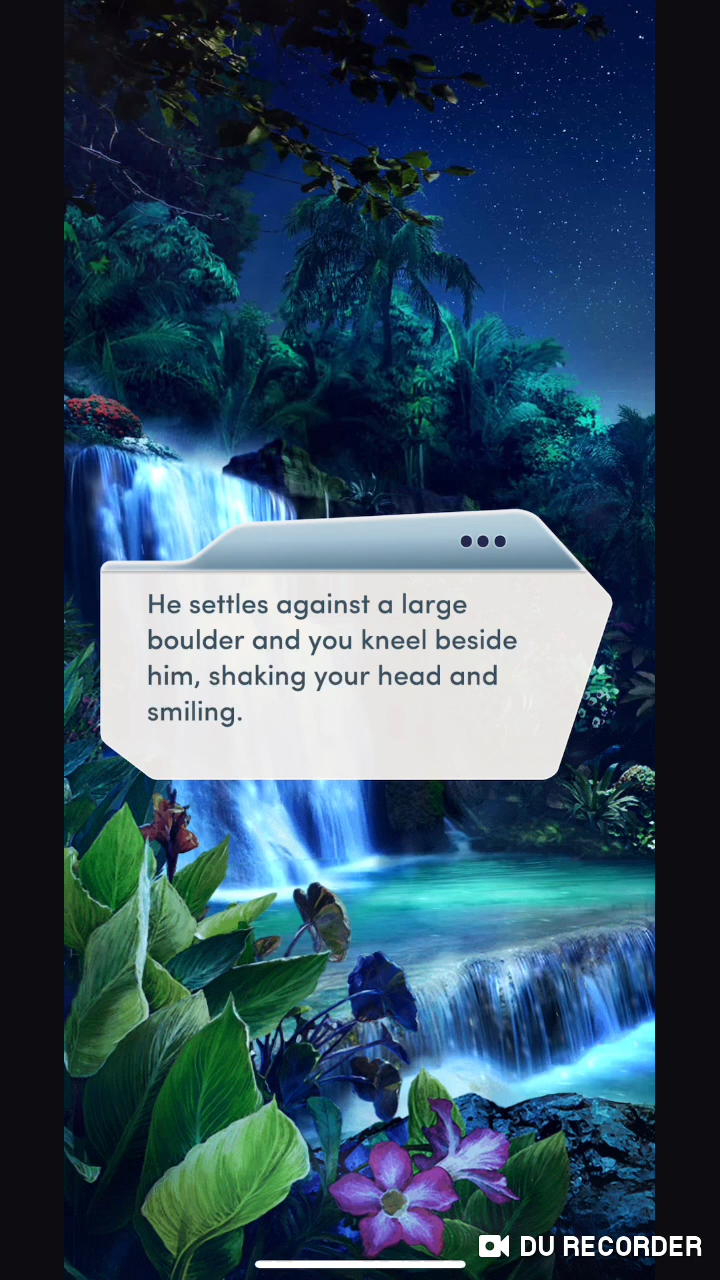 He settles against a large
boulder and you kneel beside
him, shaking your head and
smiling.
DU RECORDER